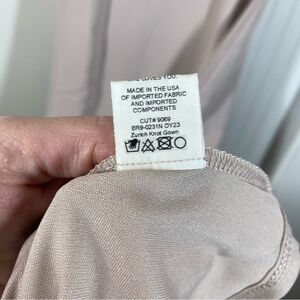 LOVES YOU.
MADE IN THE USA
OF IMPORTED FABRIC
AND IMPORTED
COMPONENTS
CUT# 9069
BR9-0231N OY23
Zurich Knot Gown